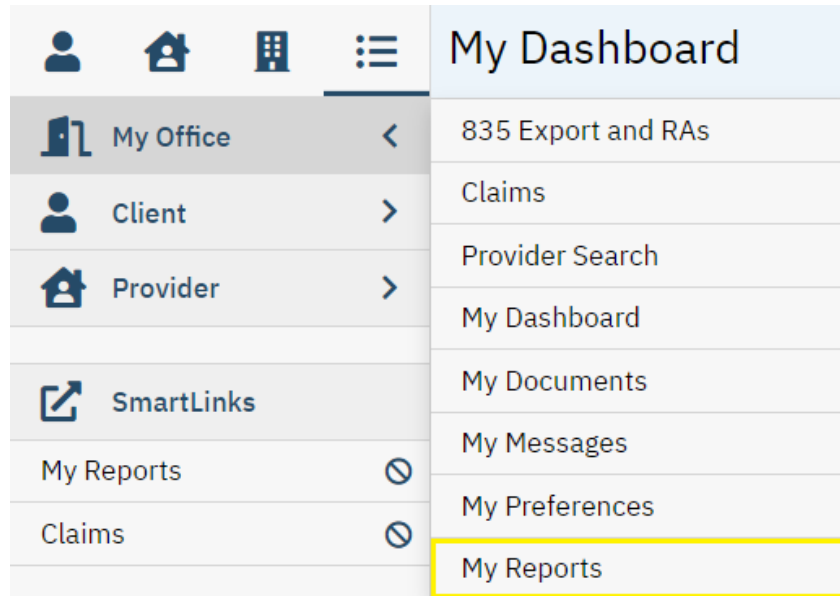 My Office
Client
Provider
SmartLinks
My Reports
Claims
My Dashboard
835 Export and RAs
Claims
Provider Search
My Dashboard
My Documents
My Messages
My Preferences
My Reports